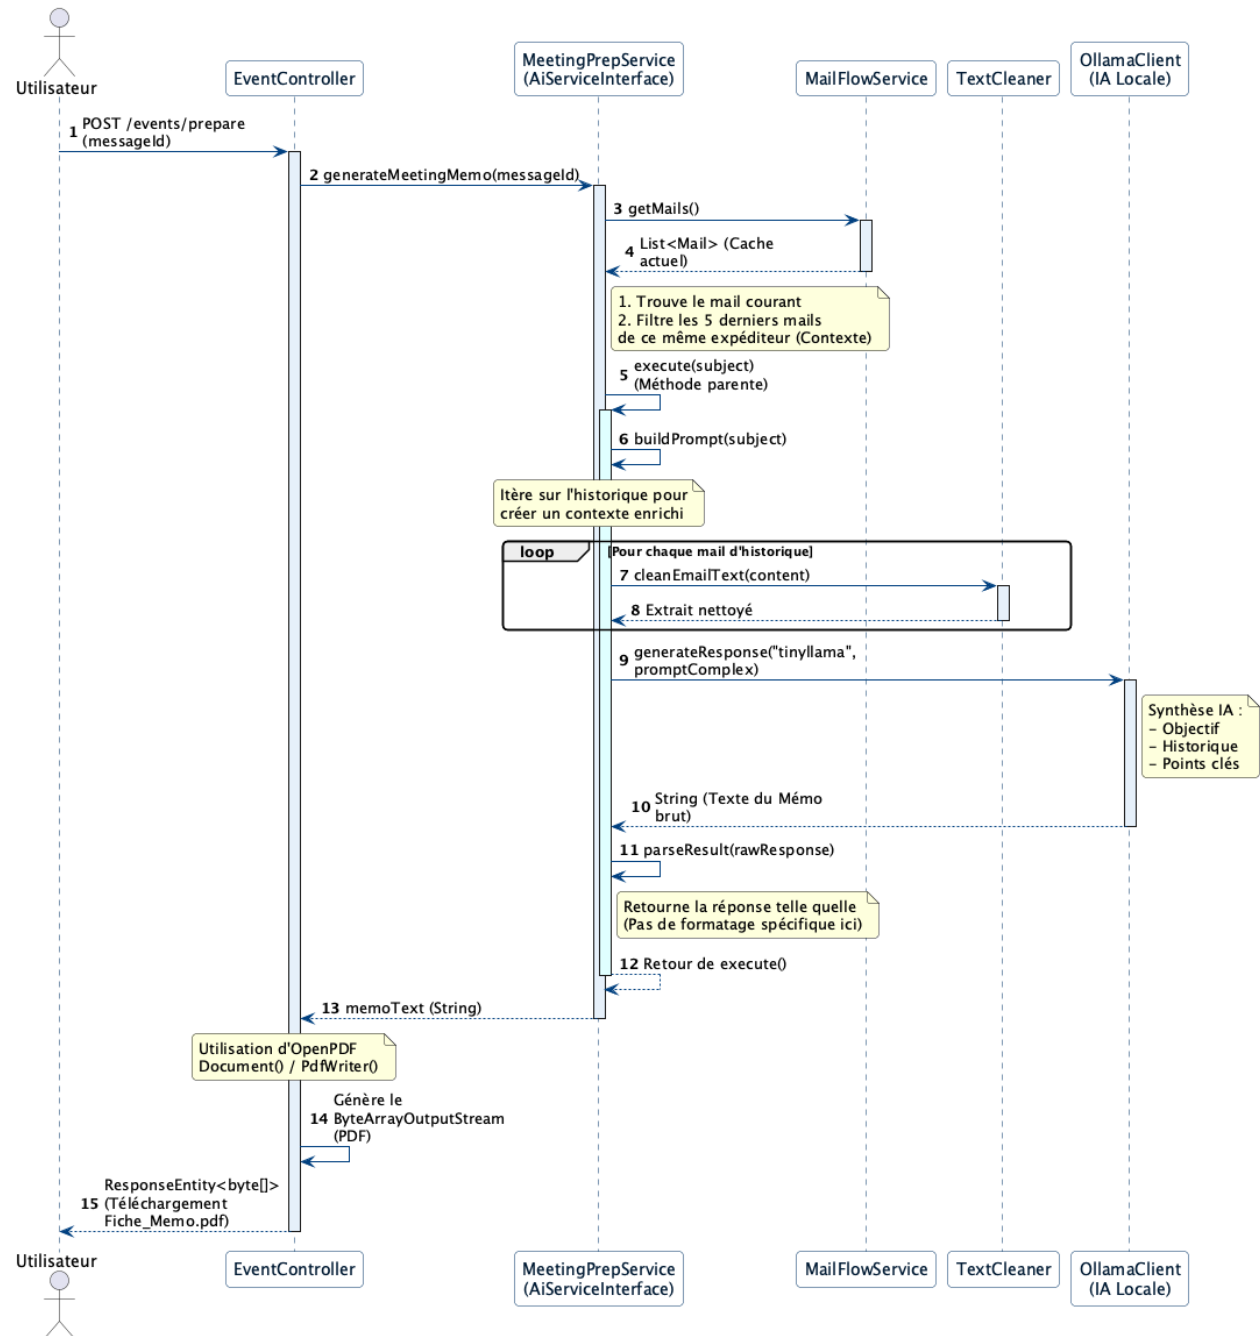 Utilisateur
EventController
MeetingPrepService
(AiServiceInterface)
MailFlowService
TextCleaner
OllamaClient
(IA Locale)
1 POST /events/prepare
(messageId)
2 generateMeetingMemo(messageId)
3 getMails()
4 List<Mail> (Cache
actuel)
1. Trouve le mail courant
2. Filtre les 5 derniers mails
de ce même expéditeur (Contexte)
5 execute(subject)
(Méthode parente)
6 buildPrompt(subject)
Itère sur l'historique pour
créer un contexte enrichi
loop [Pour chaque mail d'historique]
7 cleanEmailText(content)
8 Extrait nettoyé
9 generateResponse("tinyllama",
promptComplex)
Synthèse IA :
- Objectif
- Historique
- Points clés
10 String (Texte du Mémo
brut)
11 parseResult(rawResponse)
Retourne la réponse telle quelle
(Pas de formatage spécifique ici)
12 Retour de execute()
13 memoText (String)
Utilisation d'OpenPDF
Document() / PdfWriter()
14 Génère le
ByteArrayOutputStream
(PDF)
15 ResponseEntity<byte[]>
(Téléchargement
Fiche_Memo.pdf)
Utilisateur
EventController
MeetingPrepService
(AiServiceInterface)
MailFlowService
TextCleaner
OllamaClient
(IA Locale)